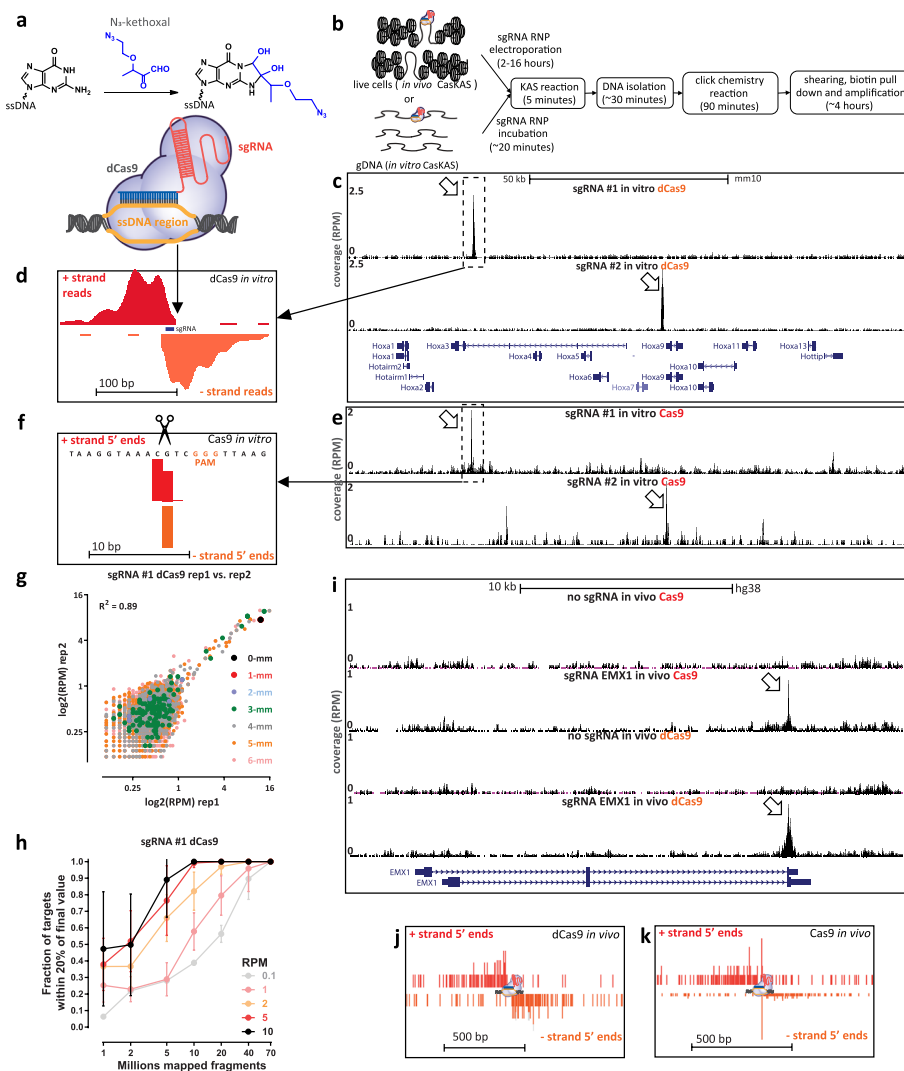 a
N₃-kethoxal
N₃
O
O
CHO
ssDNA
O
N
NH
N
N
NH₂
ssDNA
O
OH
N
N
OH
N
N
N
H
O
N₃
sgRNA
dCas9
ssDNA region
b
sgRNA RNP
electroporation
(2-16 hours)
live cells (in vivo CasKAS)
or
sgRNA RNP
incubation
(~20 minutes)
gDNA (in vitro CasKAS)
KAS reaction
(5 minutes)
DNA isolation
(~30 minutes)
click chemistry
reaction
(90 minutes)
shearing, biotin pull
down and amplification
(~4 hours)
c
50 kb
mm10
sgRNA #1 in vitro dCas9
2.5
0
coverage (RPM)
sgRNA #2 in vitro dCas9
2.5
0
Hoxa1
Hoxa3
Hoxa9
Hoxa11
Hoxa13
Hoxa1
Hoxa4
Hoxa5
Hottip
Hotairm2
Hoxa10
Hotairm1
Hoxa6
Hoxa9
Hoxa2
Hoxa7
Hoxa10
d
+ strand
reads
dCas9 in vitro
sgRNA
100 bp
- strand reads
e
sgRNA #1 in vitro Cas9
2
0
coverage (RPM)
sgRNA #2 in vitro Cas9
2
0
f
+ strand 5' ends
Cas9 in vitro
T A A G G T A A A C G T C G G G T T A A G
PAM
10 bp
- strand 5' ends
g
sgRNA #1 dCas9 rep1 vs. rep2
R² = 0.89
log2(RPM) rep2
16
4
1
0.25
0.25
1
4
16
log2(RPM) rep1
0-mm
1-mm
2-mm
3-mm
4-mm
5-mm
6-mm
h
sgRNA #1 dCas9
Fraction of targets
within 20% of final value
1.0
0.9
0.8
0.7
0.6
0.5
0.4
0.3
0.2
0.1
0.0
1
2
5
10
20
40
70
Millions mapped fragments
RPM
0.1
1
2
5
10
i
10 kb
hg38
no sgRNA in vivo Cas9
1
0
sgRNA EMX1 in vivo Cas9
1
0
coverage (RPM)
no sgRNA in vivo dCas9
1
0
sgRNA EMX1 in vivo dCas9
1
0
EMX1
EMX1
j
+ strand 5' ends
dCas9 in vivo
500 bp
- strand 5' ends
k
+ strand 5' ends
Cas9 in vivo
500 bp
- strand 5' ends